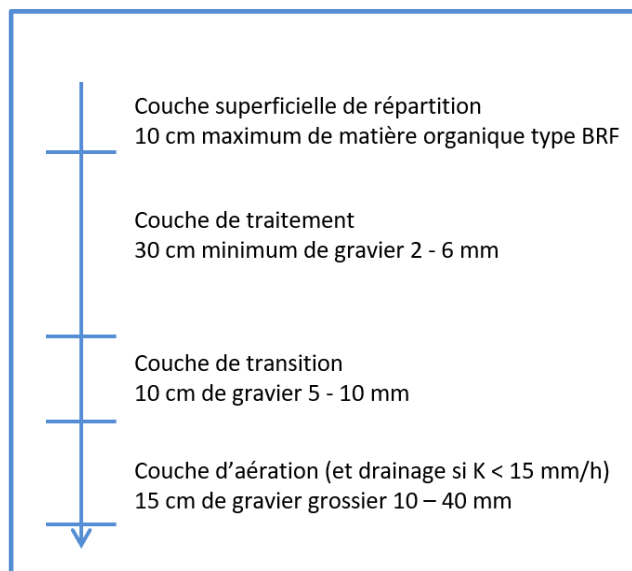 Couche superficielle de répartition
10 cm maximum de matière organique type BRF
Couche de traitement
30 cm minimum de gravier 2 - 6 mm
Couche de transition
10 cm de gravier 5 - 10 mm
Couche d’aération (et drainage si K < 15 mm/h)
15 cm de gravier grossier 10 – 40 mm